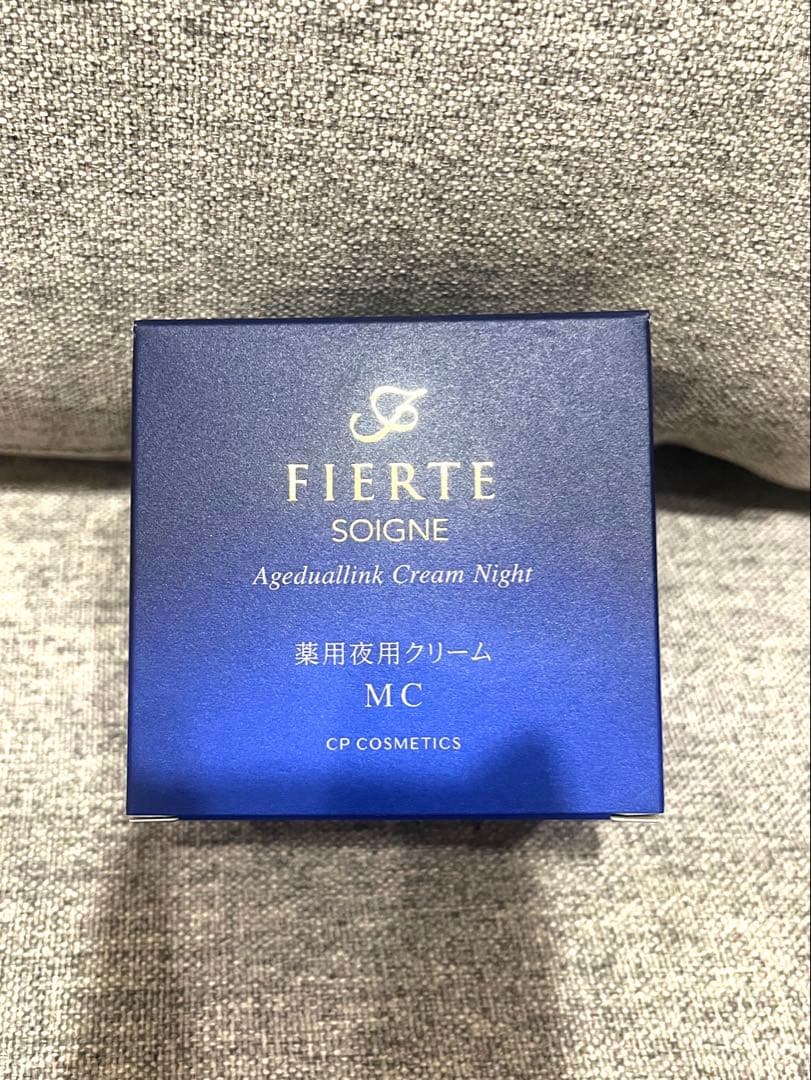 FIERTE
SOIGNE
Ageduallink Cream Night
薬用夜用クリーム
MC
CP COSMETICS